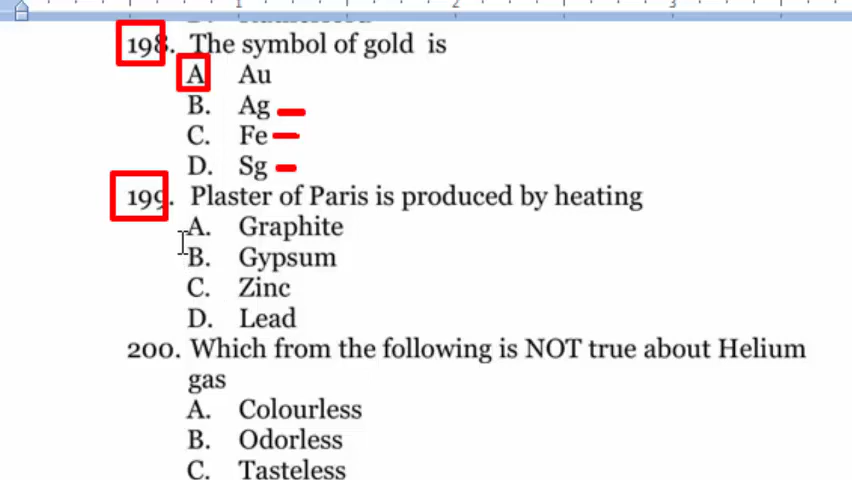 198. The symbol of gold is
A Au
B. Ag
C. Fe
D. Sg
199. Plaster of Paris is produced by heating
A. Graphite
B. Gypsum
C. Zinc
D. Lead
200. Which from the following is NOT true about Helium
gas
A. Colourless
B. Odorless
C. Tasteless